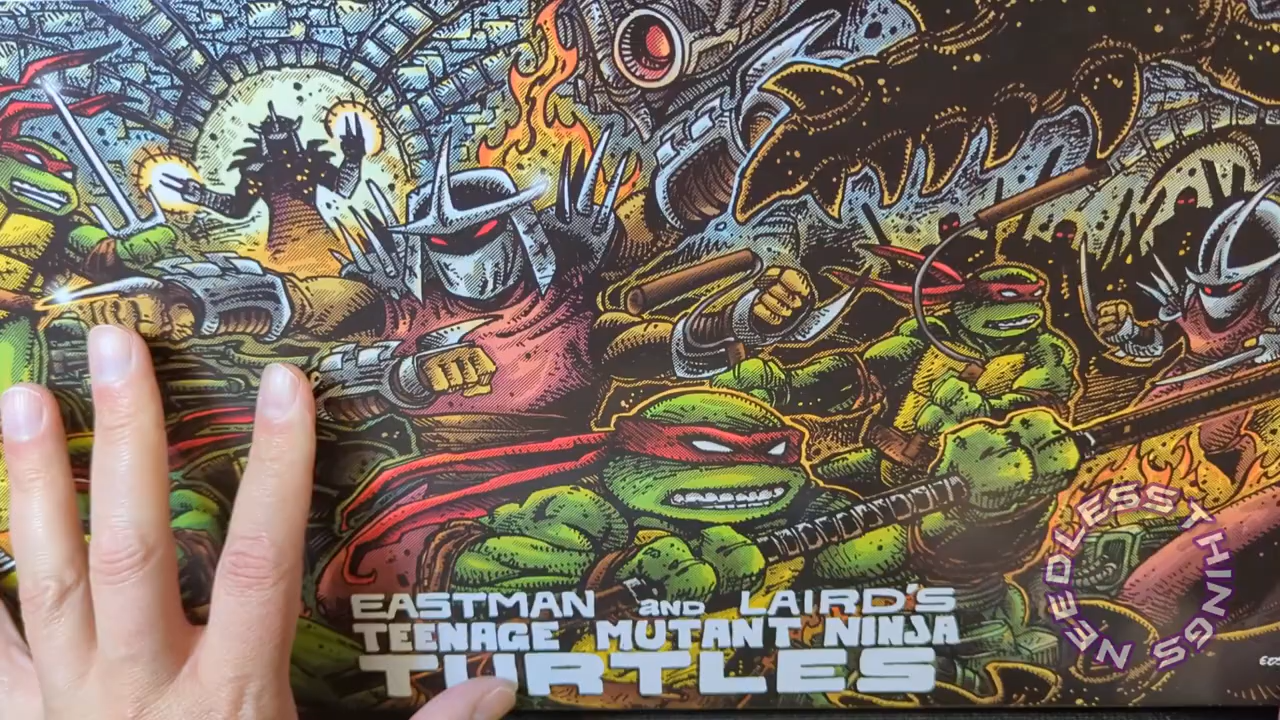 EASTMAN and LAIRD'S
TEENAGE MUTANT NINJA
TURTLES
NEEDLESS THINGS